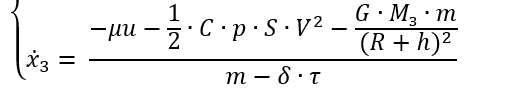 ẋ₃ = (−μu − 1/2 · C · p · S · V² − (G · M₃ · m)/(R + h)²)/(m − δ · τ)